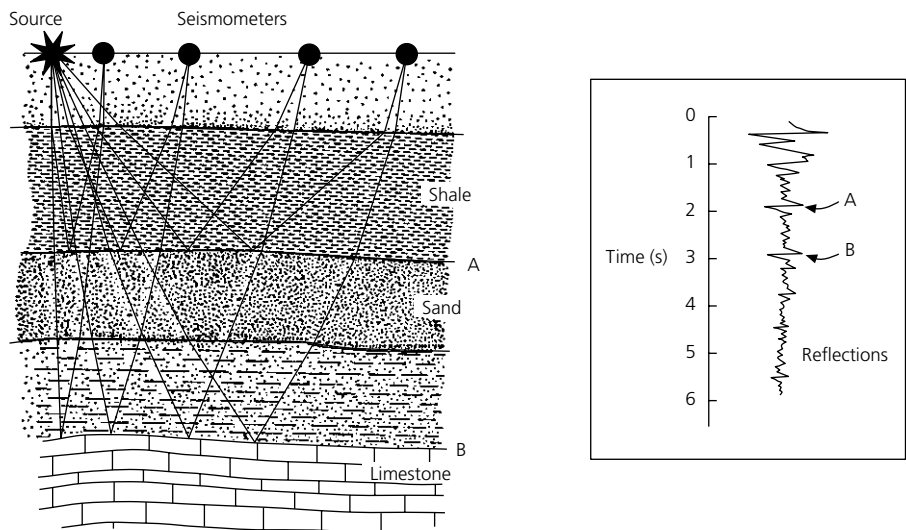 Source
Seismometers
Shale
A
Sand
B
Limestone
0
1
2
3
4
5
6
Time (s)
A
B
Reflections